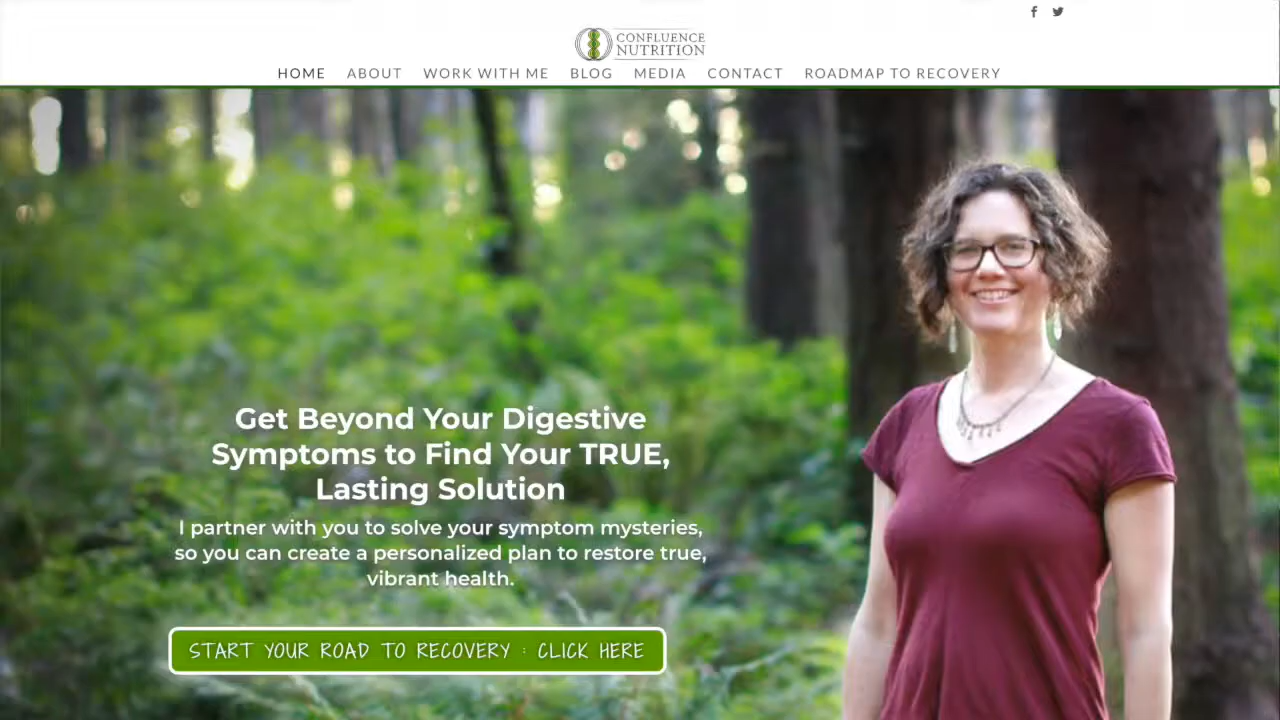 CONFLUENCE
NUTRITION
HOME ABOUT WORK WITH ME BLOG MEDIA CONTACT ROADMAP TO RECOVERY
Get Beyond Your Digestive
Symptoms to Find Your TRUE,
Lasting Solution
I partner with you to solve your symptom mysteries,
so you can create a personalized plan to restore true,
vibrant health.
START YOUR ROAD TO RECOVERY : CLICK HERE